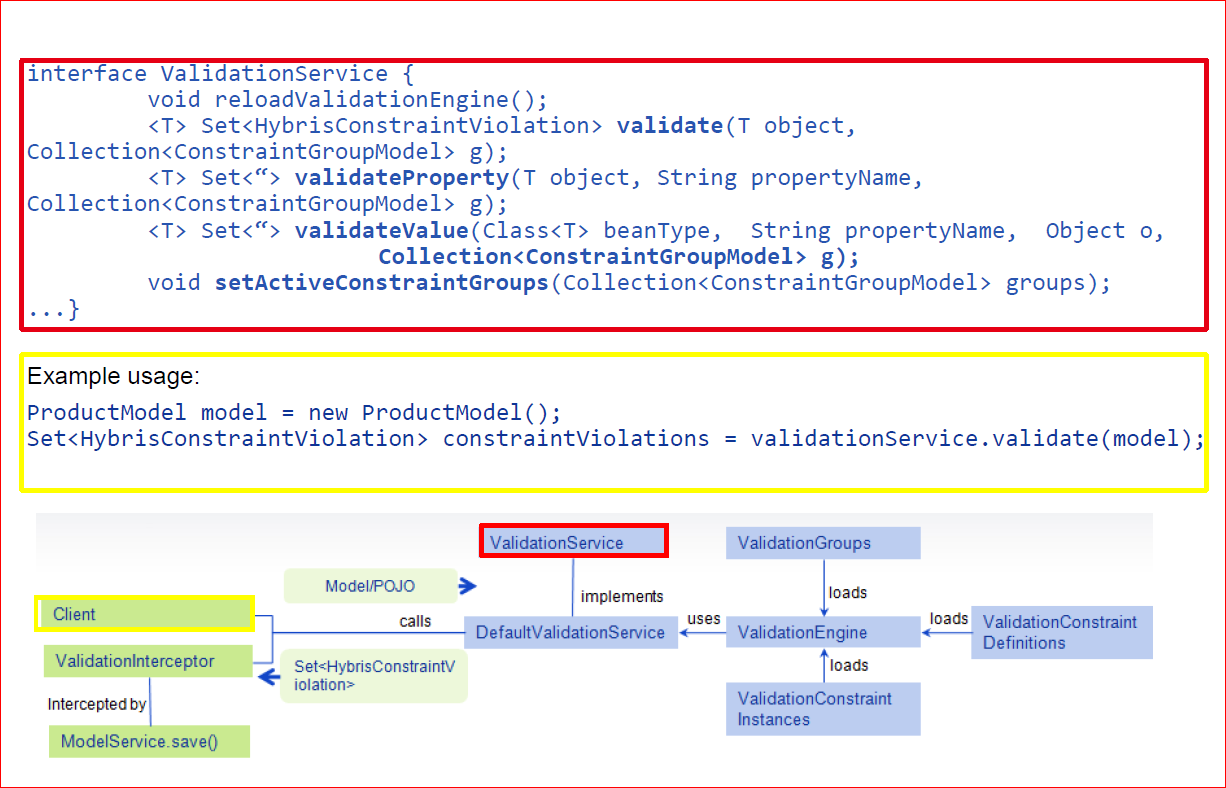 interface ValidationService {
void reloadValidationEngine();
<T> Set<HybrisConstraintViolation> validate(T object,
Collection<ConstraintGroupModel> g);
<T> Set<“> validateProperty(T object, String propertyName,
Collection<ConstraintGroupModel> g);
<T> Set<“> validateValue(Class<T> beanType, String propertyName, Object o,
Collection<ConstraintGroupModel> g);
void setActiveConstraintGroups(Collection<ConstraintGroupModel> groups);
...}
Example usage:
ProductModel model = new ProductModel();
Set<HybrisConstraintViolation> constraintViolations = validationService.validate(model);
ValidationService
ValidationGroups
Model/POJO
implements
loads
Client
calls
DefaultValidationService
uses
ValidationEngine
loads
ValidationConstraint
Definitions
ValidationInterceptor
Set<HybrisConstraintV
iolation>
loads
Intercepted by
ValidationConstraint
Instances
ModelService.save()